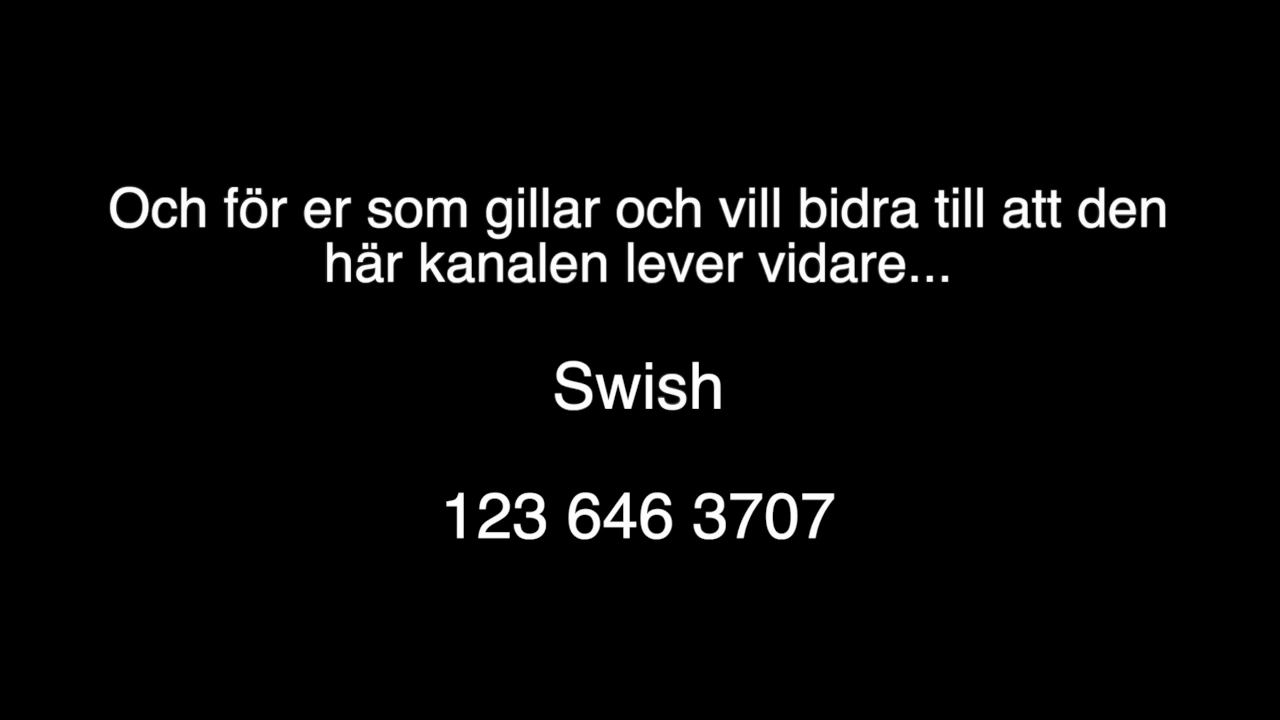 Och för er som gillar och vill bidra till att den
här kanalen lever vidare...
Swish
123 646 3707